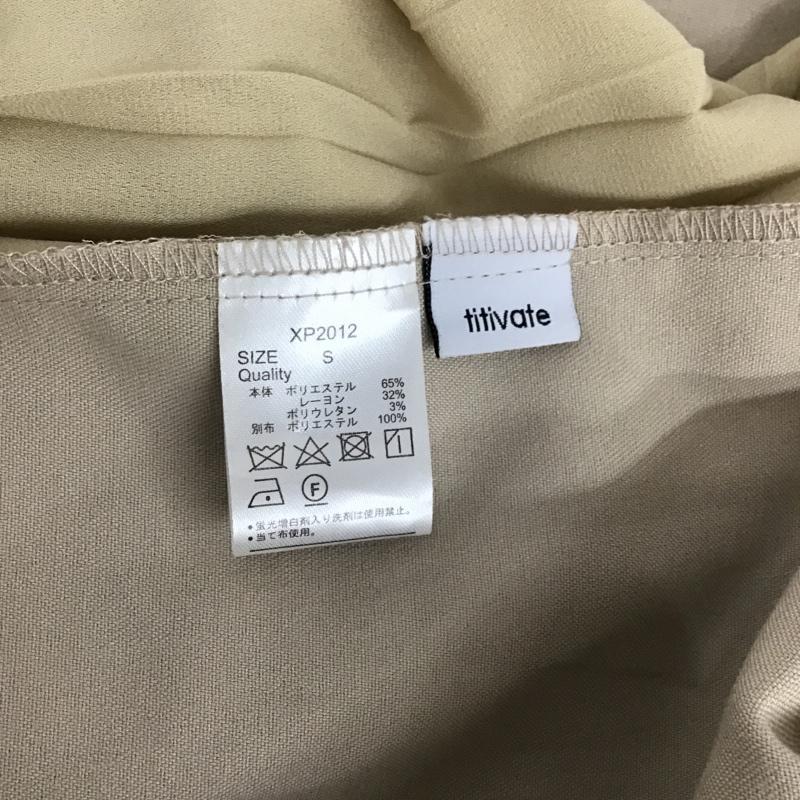 XP2012
SIZE S
Quality
本体 ポリエステル 65%
レーヨン 32%
ポリウレタン 3%
別布 ポリエステル 100%
F
•蛍光増白剤入り洗剤は使用禁止。
•当て布使用。
titivate